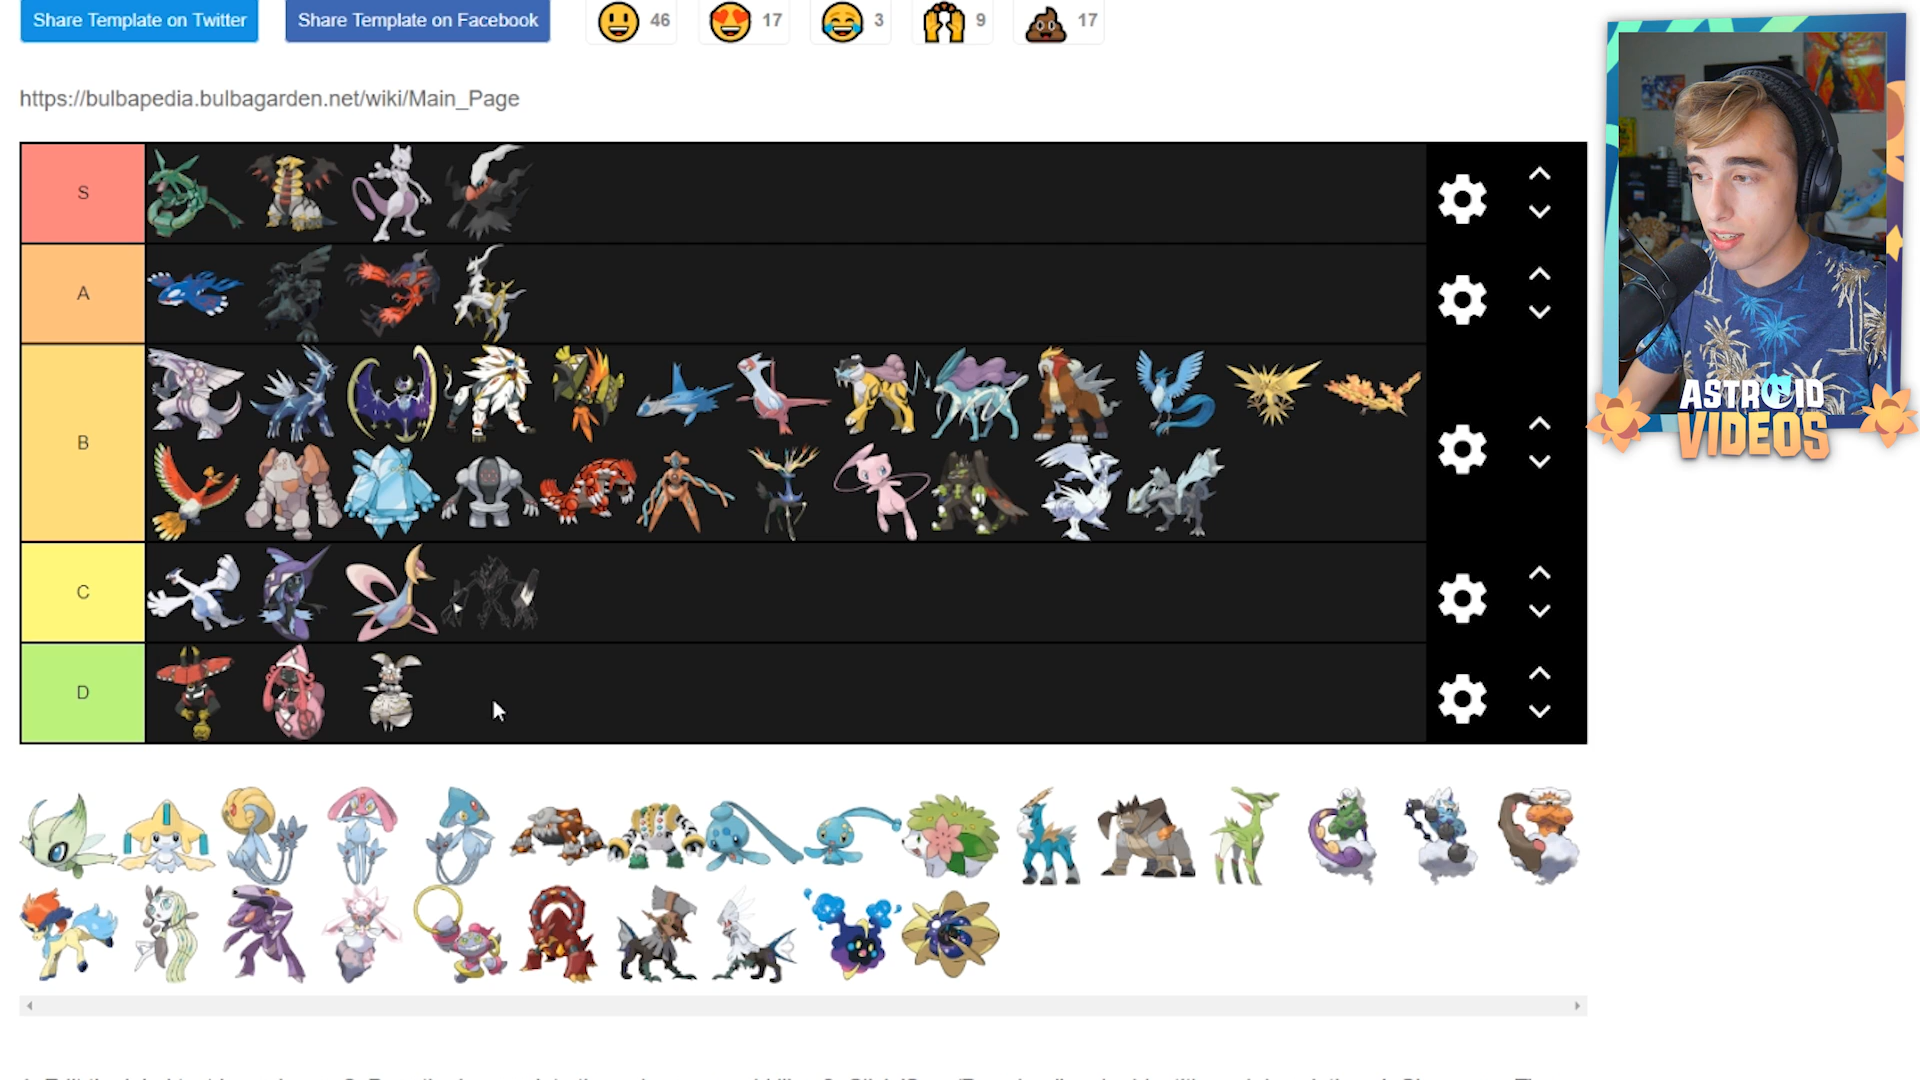 Share Template on Twitter
Share Template on Facebook
46
17
3
9
17
https://bulbapedia.bulbagarden.net/wiki/Main_Page
S
A
B
C
D
ASTROID
VIDEOS